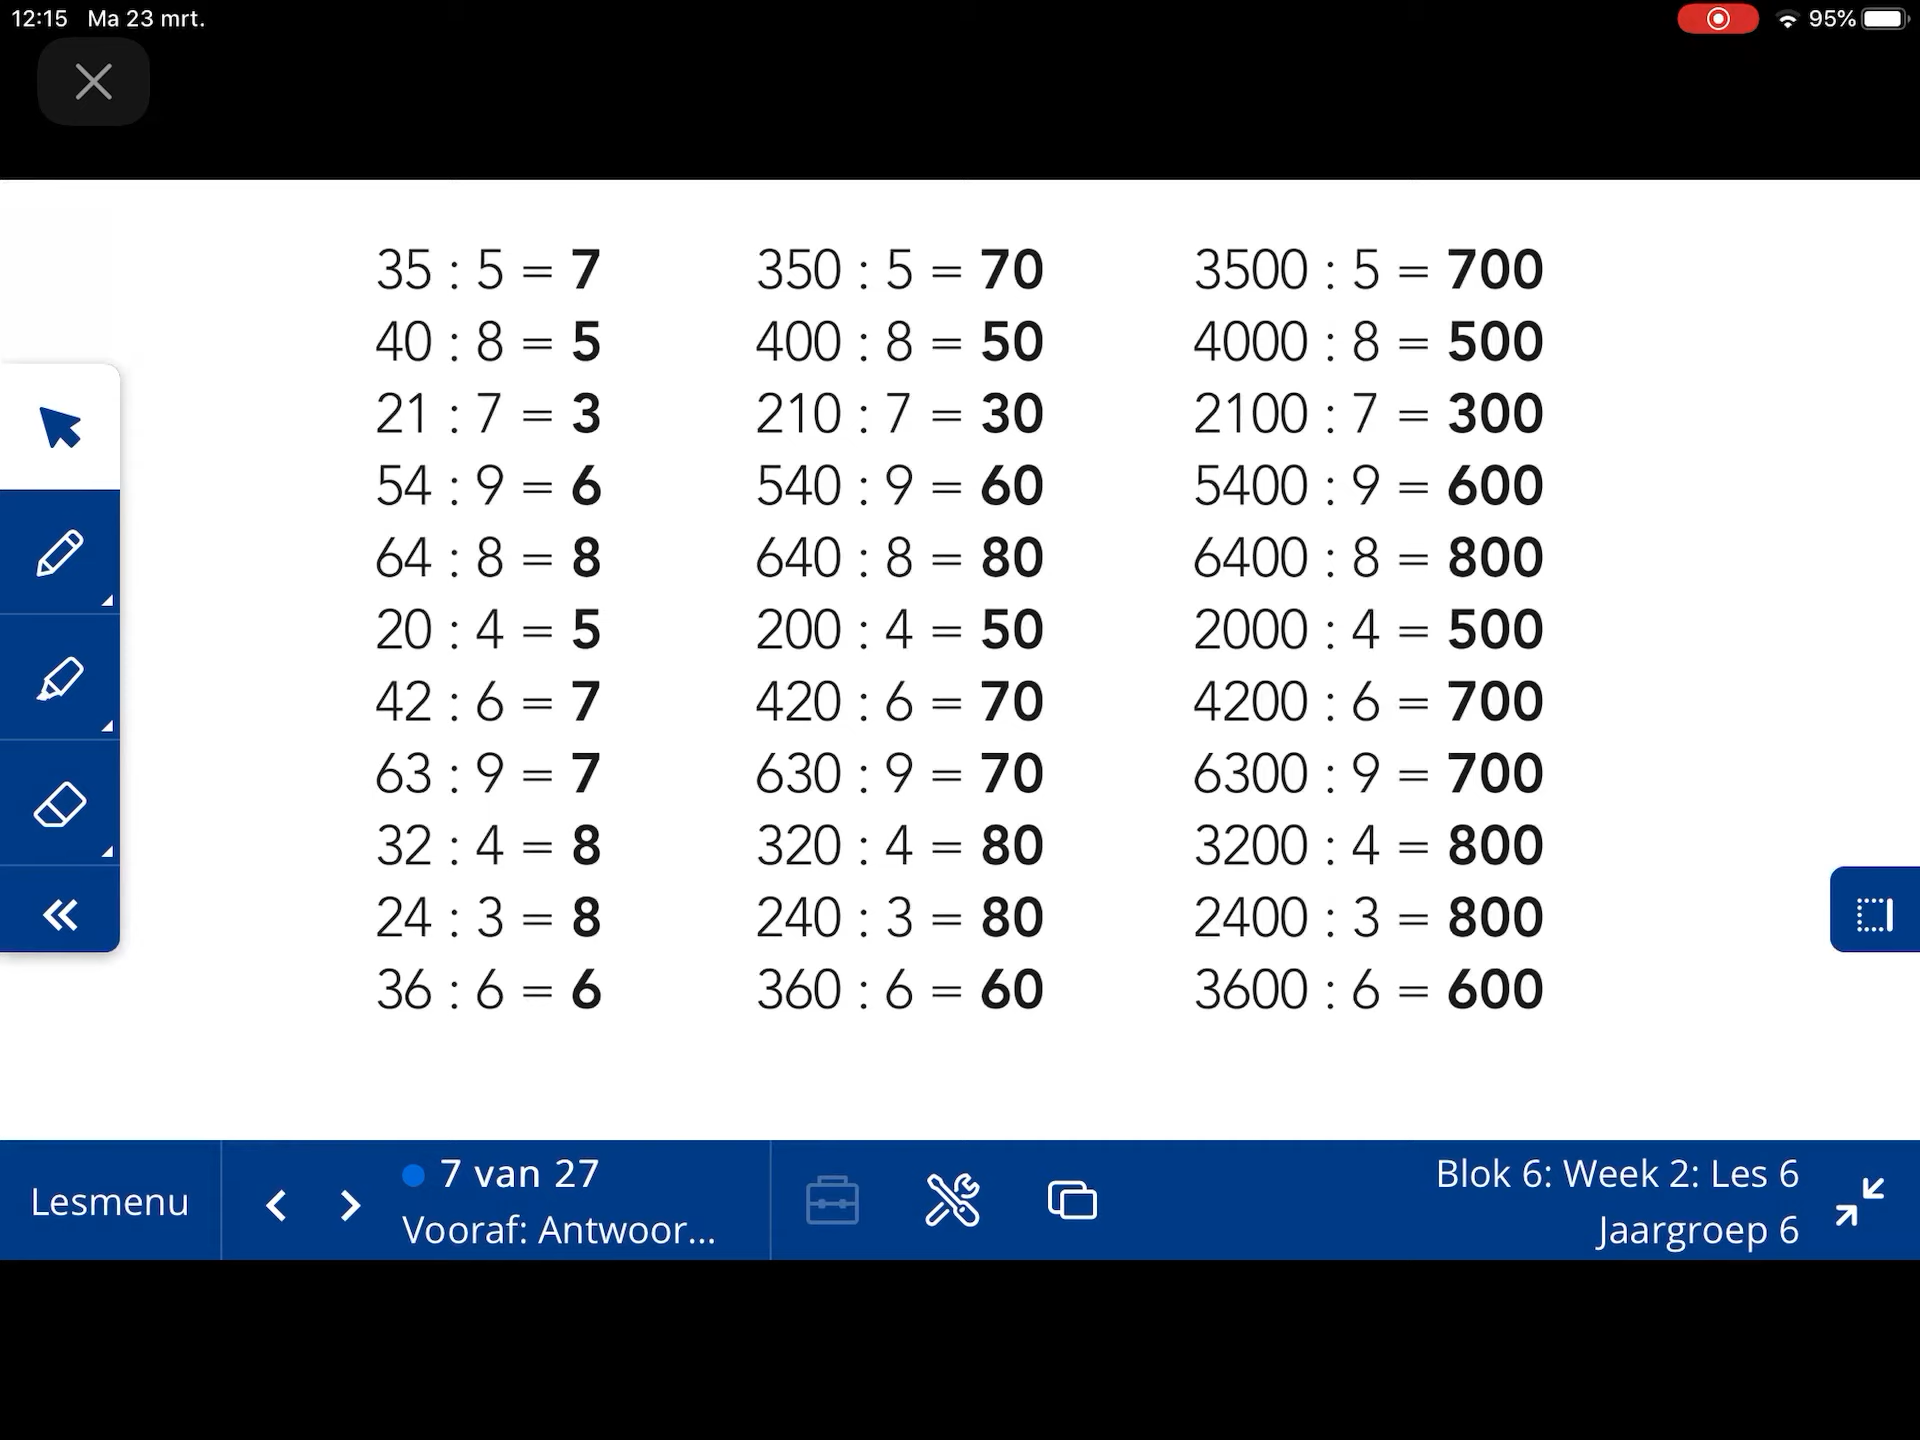 12:15 Ma 23 mrt. 95%
35 : 5 = 7 350 : 5 = 70 3500 : 5 = 700
40 : 8 = 5 400 : 8 = 50 4000 : 8 = 500
21 : 7 = 3 210 : 7 = 30 2100 : 7 = 300
54 : 9 = 6 540 : 9 = 60 5400 : 9 = 600
64 : 8 = 8 640 : 8 = 80 6400 : 8 = 800
20 : 4 = 5 200 : 4 = 50 2000 : 4 = 500
42 : 6 = 7 420 : 6 = 70 4200 : 6 = 700
63 : 9 = 7 630 : 9 = 70 6300 : 9 = 700
32 : 4 = 8 320 : 4 = 80 3200 : 4 = 800
24 : 3 = 8 240 : 3 = 80 2400 : 3 = 800
36 : 6 = 6 360 : 6 = 60 3600 : 6 = 600
Lesmenu
7 van 27
Vooraf: Antwoor...
Blok 6: Week 2: Les 6
Jaargroep 6